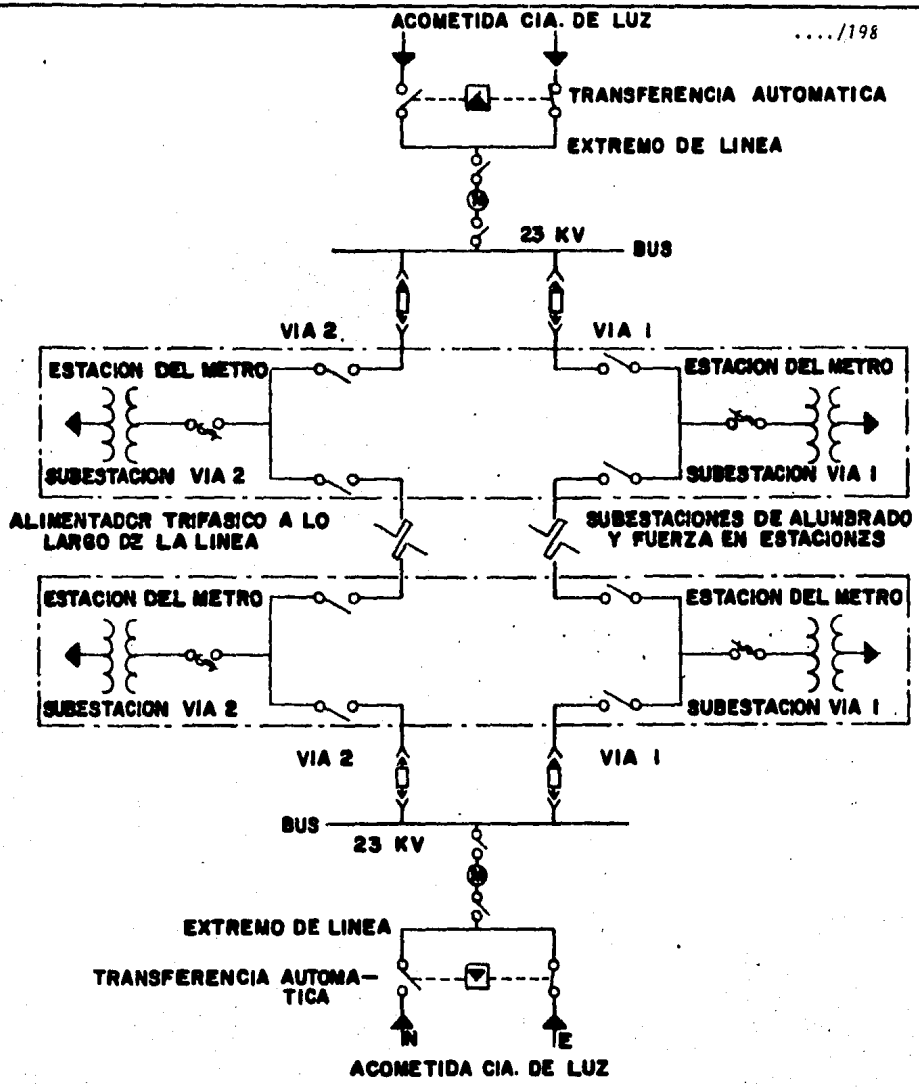 ACOMETIDA CIA. DE LUZ
..../198
TRANSFERENCIA AUTOMATICA
EXTREMO DE LINEA
23 KV
BUS
VIA 2
VIA 1
ESTACION DEL METRO
ESTACION DEL METRO
SUBESTACION VIA 2
SUBESTACION VIA 1
ALIMENTADOR TRIFASICO A LO
LARGO DE LA LINEA
SUBESTACIONES DE ALUMBRADO
Y FUERZA EN ESTACIONES
ESTACION DEL METRO
ESTACION DEL METRO
SUBESTACION VIA 2
SUBESTACION VIA 1
VIA 2
VIA 1
BUS
23 KV
EXTREMO DE LINEA
TRANSFERENCIA AUTOMA-
TICA
N
E
ACOMETIDA CIA. DE LUZ